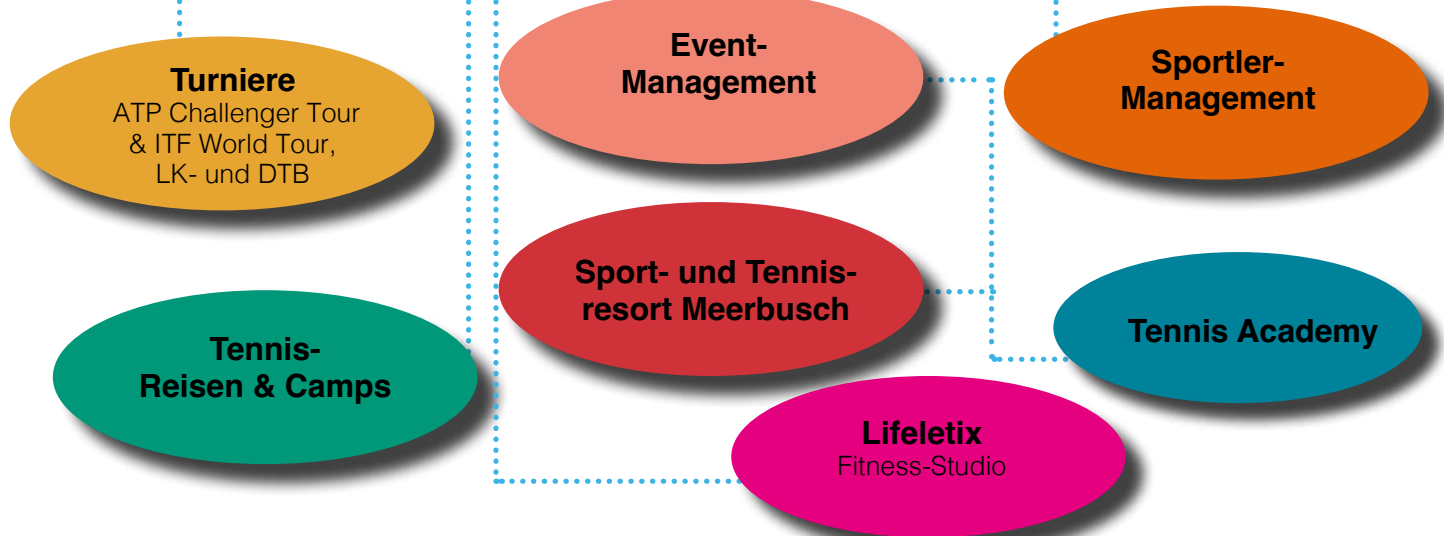 Turniere
ATP Challenger Tour
& ITF World Tour,
LK- und DTB
Event-
Management
Sportler-
Management
Sport- und Tennis-
resort Meerbusch
Tennis-
Reisen & Camps
Tennis Academy
Lifeletix
Fitness-Studio